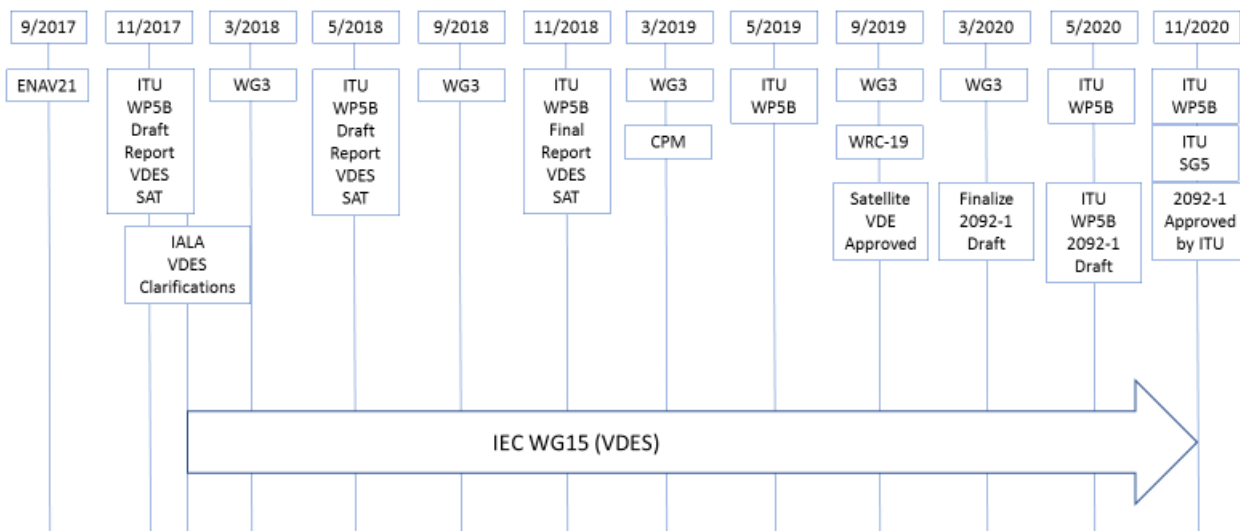 9/2017
11/2017
3/2018
5/2018
9/2018
11/2018
3/2019
5/2019
9/2019
3/2020
5/2020
11/2020
ENAV21
ITU
WP5B
Draft
Report
VDES
SAT
WG3
ITU
WP5B
Draft
Report
VDES
SAT
WG3
ITU
WP5B
Final
Report
VDES
SAT
WG3
CPM
ITU
WP5B
WG3
WRC-19
Satellite
VDE
Approved
WG3
Finalize
2092-1
Draft
ITU
WP5B
ITU
WP5B
2092-1
Draft
ITU
WP5B
ITU
SG5
2092-1
Approved
by ITU
IALA
VDES
Clarifications
IEC WG15 (VDES)